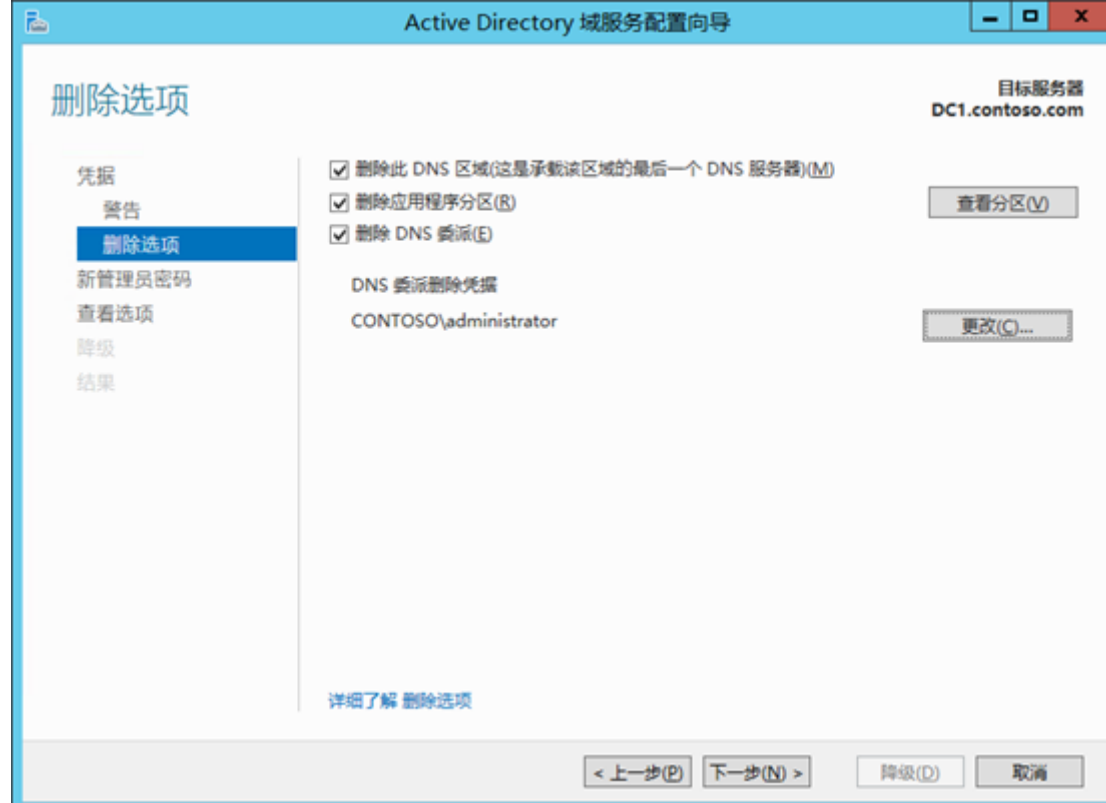 Active Directory 域服务配置向导
删除选项
目标服务器
DC1.contoso.com
凭据
警告
删除选项
新管理员密码
查看选项
降级
结果
删除此 DNS 区域(这是承载该区域的最后一个 DNS 服务器)(M)
删除应用程序分区(R)
查看分区(V)
删除 DNS 委派(E)
DNS 委派删除凭据
CONTOSO\administrator
更改(C)...
详细了解 删除选项
< 上一步(P)
下一步(N) >
降级(D)
取消